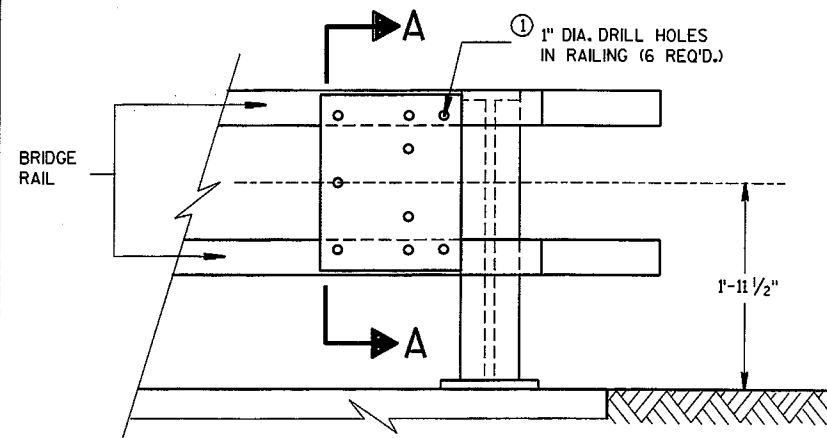 A
① 1" DIA. DRILL HOLES
IN RAILING (6 REQ'D.)
BRIDGE
RAIL
1'-11 1/2"
A